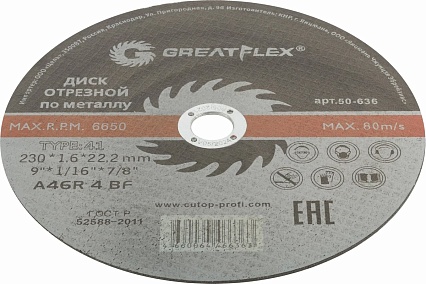 GREATFLEX
ДИСК
ОТРЕЗНОЙ
по металлу
арт.50-636
MAX.R.P.M. 6650
MAX. 80m/s
TYPE: 41
230*1.6*22.2 mm
9"*1/16"*7/8"
A46R 4 BF
www.cutop-profi.com
ГОСТ Р
52588-2011
EAC